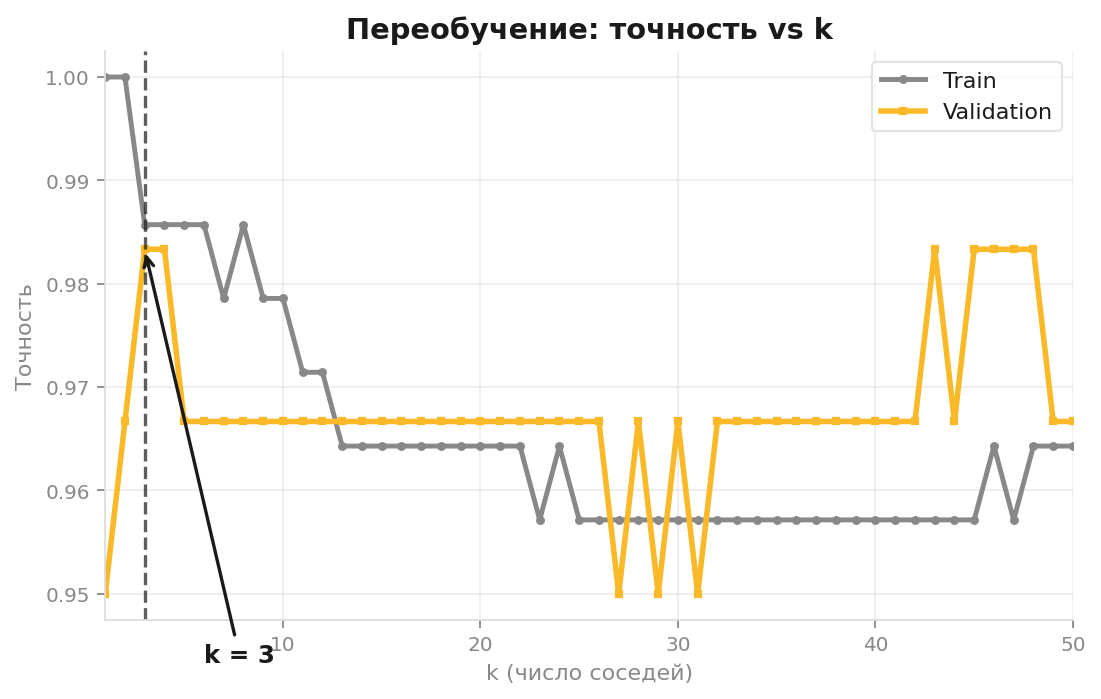 Переобучение: точность vs k
Train
Validation
1.00
0.99
0.98
0.97
0.96
0.95
Точность
10
20
30
40
50
k = 3
k (число соседей)